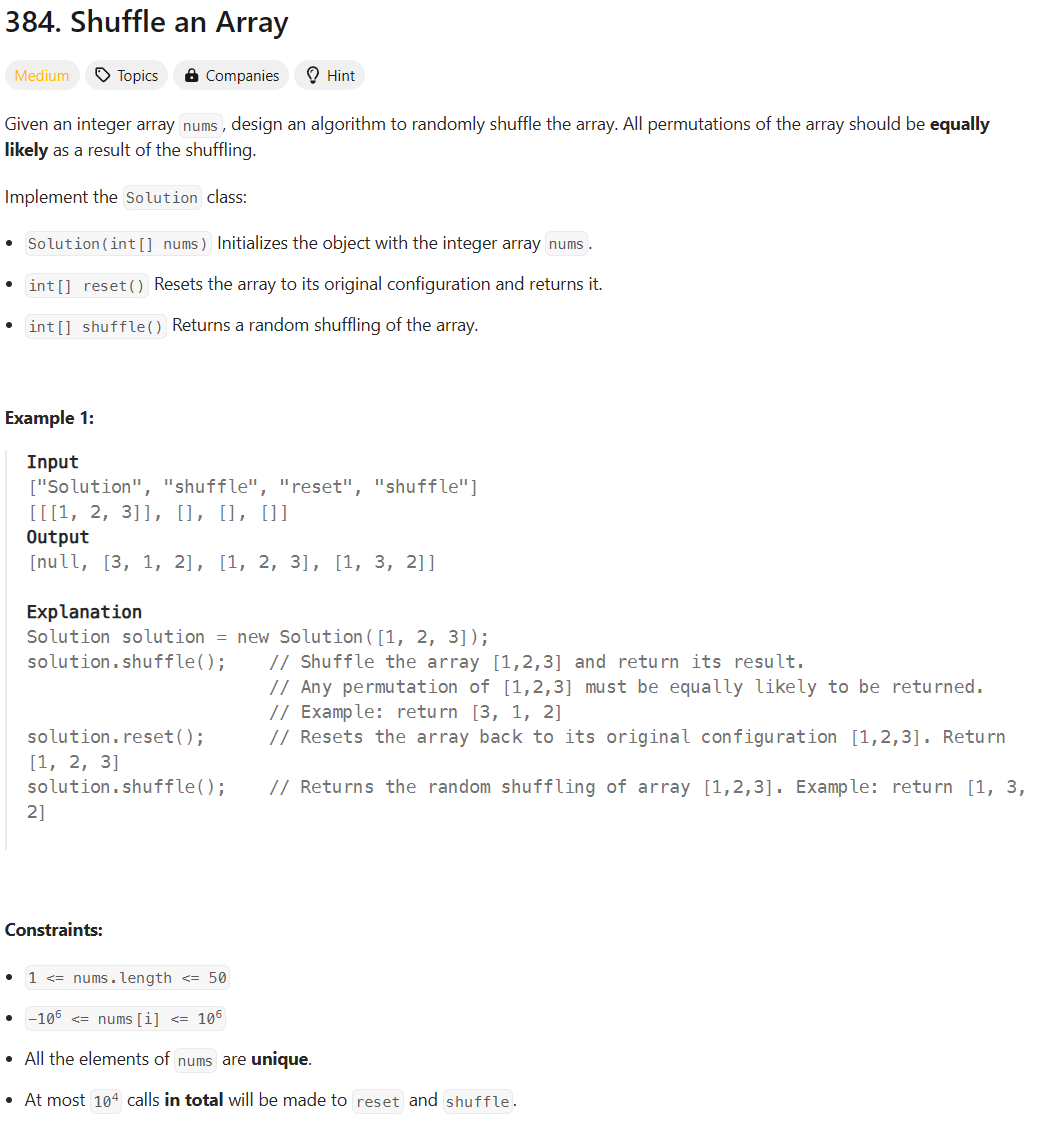 384. Shuffle an Array
Medium Topics Companies Hint
Given an integer array nums, design an algorithm to randomly shuffle the array. All permutations of the array should be equally
likely as a result of the shuffling.
Implement the Solution class:
• Solution(int[] nums) Initializes the object with the integer array nums.
• int[] reset() Resets the array to its original configuration and returns it.
• int[] shuffle() Returns a random shuffling of the array.
Example 1:
Input
["Solution", "shuffle", "reset", "shuffle"]
[[[1, 2, 3]], [], [], []]
Output
[null, [3, 1, 2], [1, 2, 3], [1, 3, 2]]
Explanation
Solution solution = new Solution([1, 2, 3]);
solution.shuffle();    // Shuffle the array [1,2,3] and return its result.
                       // Any permutation of [1,2,3] must be equally likely to be returned.
                       // Example: return [3, 1, 2]
solution.reset();      // Resets the array back to its original configuration [1,2,3]. Return
[1, 2, 3]
solution.shuffle();    // Returns the random shuffling of array [1,2,3]. Example: return [1, 3,
2]
Constraints:
• 1 <= nums.length <= 50
• -10⁶ <= nums[i] <= 10⁶
• All the elements of nums are unique.
• At most 10⁴ calls in total will be made to reset and shuffle.